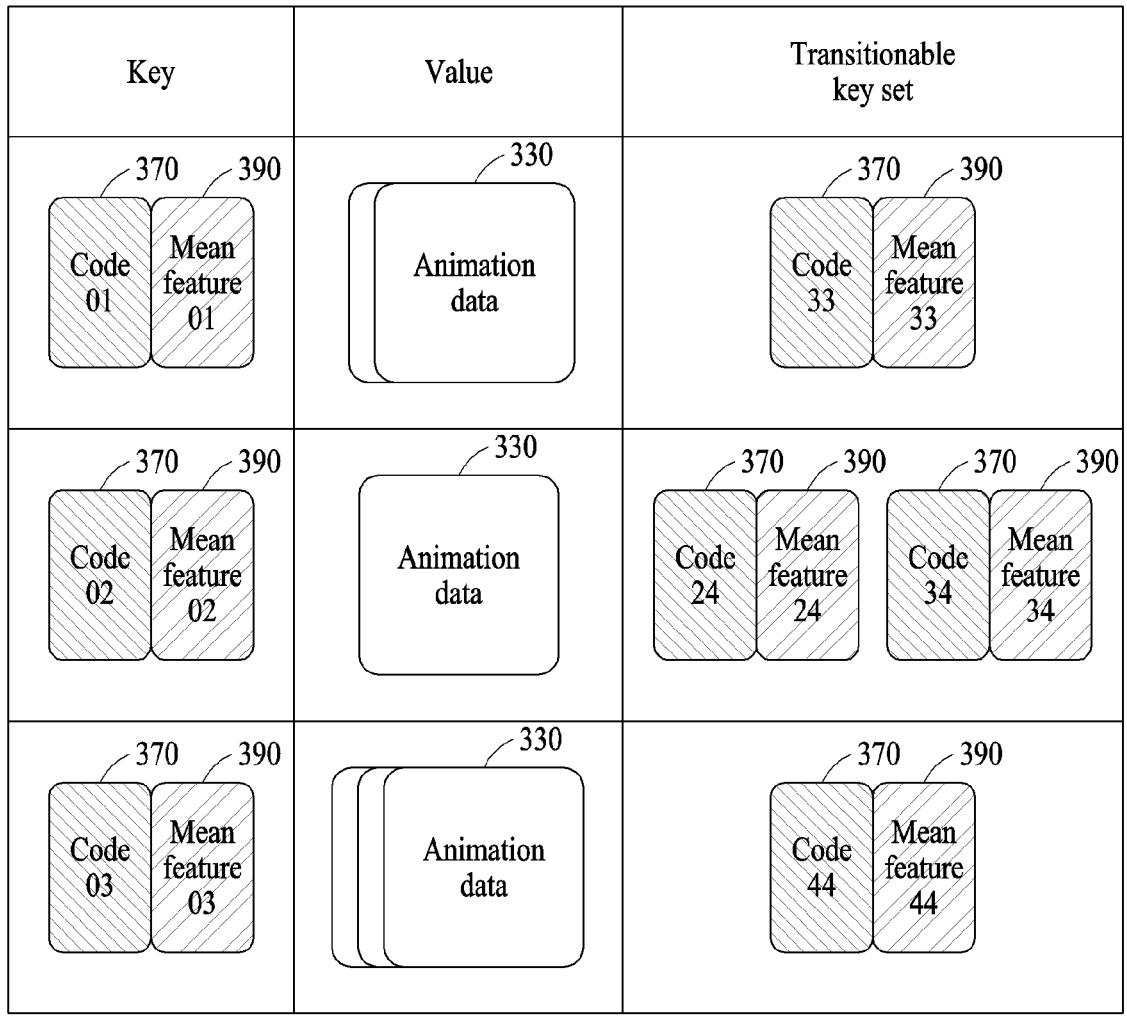 Key
Value
Transitionable
key set
370
390
Code
01
Mean
feature
01
330
Animation
data
370
390
Code
33
Mean
feature
33
370
390
Code
02
Mean
feature
02
330
Animation
data
370
390
Code
24
Mean
feature
24
370
390
Code
34
Mean
feature
34
370
390
Code
03
Mean
feature
03
330
Animation
data
370
390
Code
44
Mean
feature
44